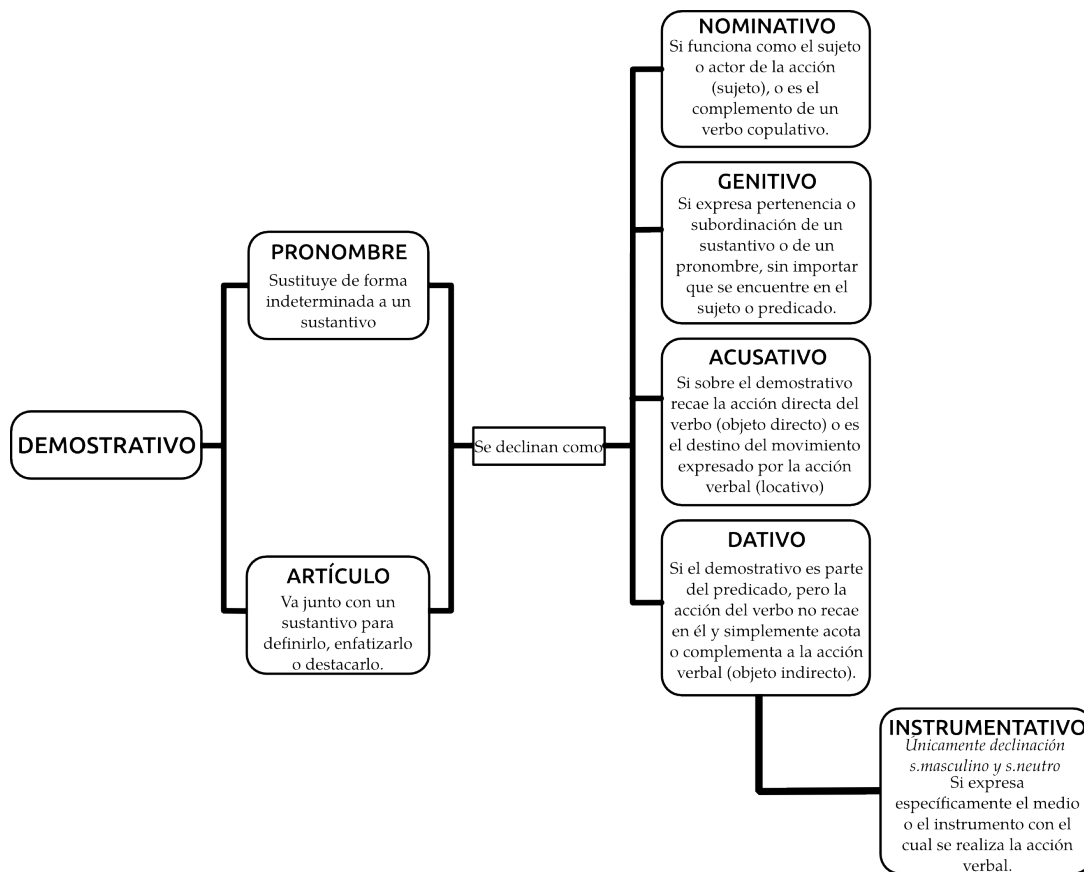 DEMOSTRATIVO
PRONOMBRE
Sustituye de forma
indeterminada a un
sustantivo
ARTÍCULO
Va junto con un
sustantivo para
definirlo, enfatizarlo
o destacarlo.
Se declinan como
NOMINATIVO
Si funciona como el sujeto
o actor de la acción
(sujeto), o es el
complemento de un
verbo copulativo.
GENITIVO
Si expresa pertenencia o
subordinación de un
sustantivo o de un
pronombre, sin importar
que se encuentre en el
sujeto o predicado.
ACUSATIVO
Si sobre el demostrativo
recae la acción directa del
verbo (objeto directo) o es
el destino del movimiento
expresado por la acción
verbal (locativo)
DATIVO
Si el demostrativo es parte
del predicado, pero la
acción del verbo no recae
en él y simplemente acota
o complementa a la acción
verbal (objeto indirecto).
INSTRUMENTATIVO
Únicamente declinación
s.masculino y s.neutro
Si expresa
específicamente el medio
o el instrumento con el
cual se realiza la acción
verbal.